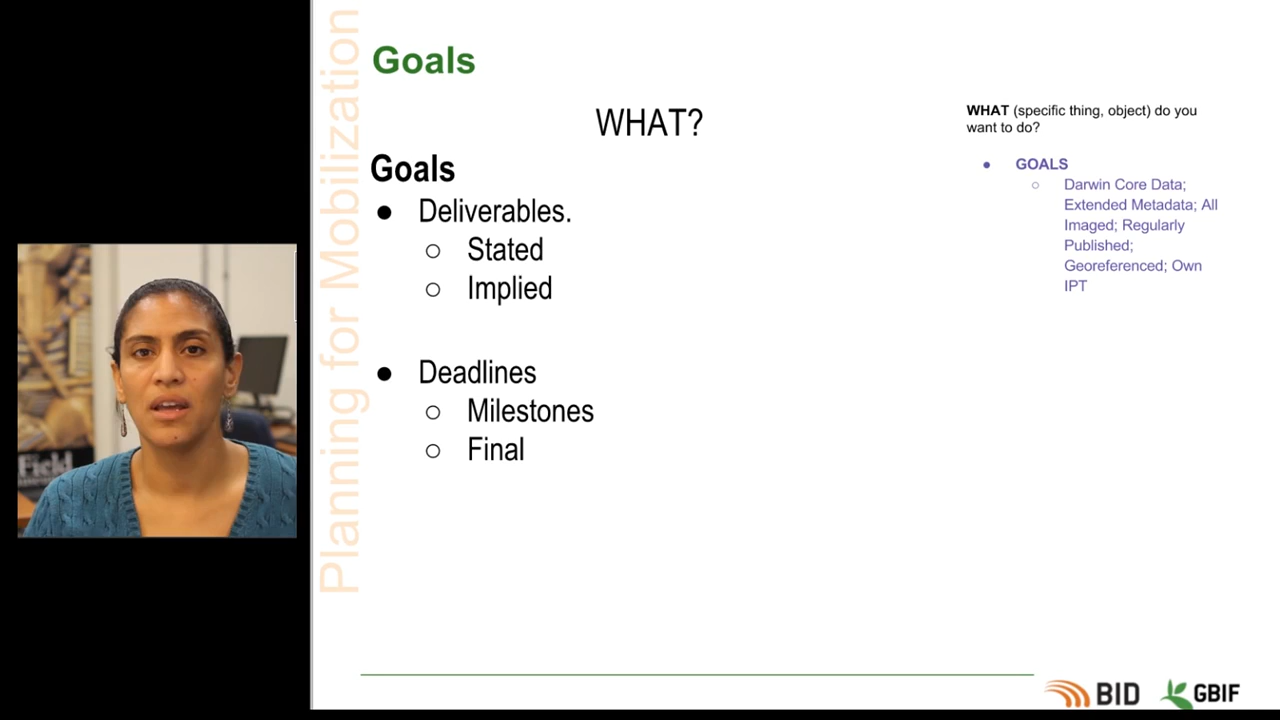 Planning for Mobilization
Goals
WHAT?
Goals
● Deliverables.
○ Stated
○ Implied
● Deadlines
○ Milestones
○ Final
WHAT (specific thing, object) do you
want to do?
● GOALS
○ Darwin Core Data;
Extended Metadata; All
Imaged; Regularly
Published;
Georeferenced; Own
IPT
Field
BID
GBIF